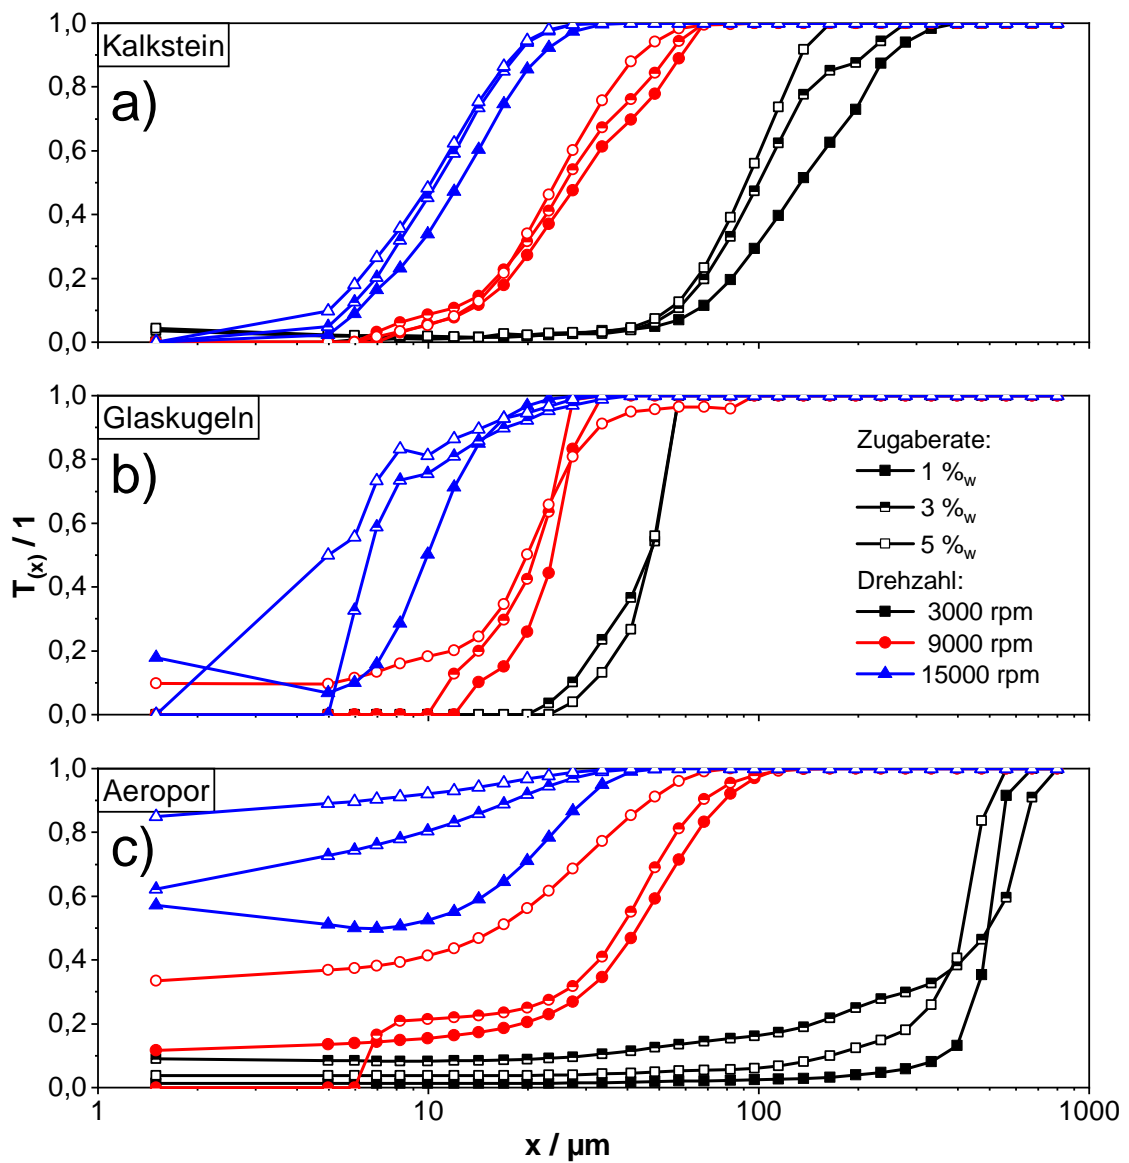 1,0
Kalkstein
a)
0,8
0,6
0,4
0,2
0,0
1,0
Glaskugeln
b)
0,8
0,6
0,4
0,2
0,0
Zugaberate:
1 %w
3 %w
5 %w
Drehzahl:
3000 rpm
9000 rpm
15000 rpm
T(x) / 1
1,0
Aeropor
c)
0,8
0,6
0,4
0,2
0,0
1 10 100 1000
x / µm